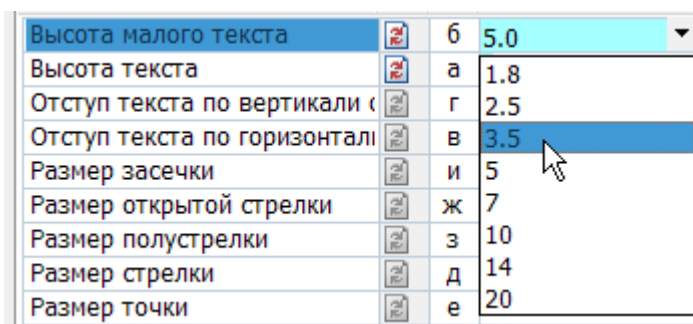 Высота малого текста б 5.0
Высота текста а 1.8
Отступ текста по вертикали г 2.5
Отступ текста по горизонтали в 3.5
Размер засечки и 5
Размер открытой стрелки ж 7
Размер полустрелки з 10
Размер стрелки д 14
Размер точки е 20